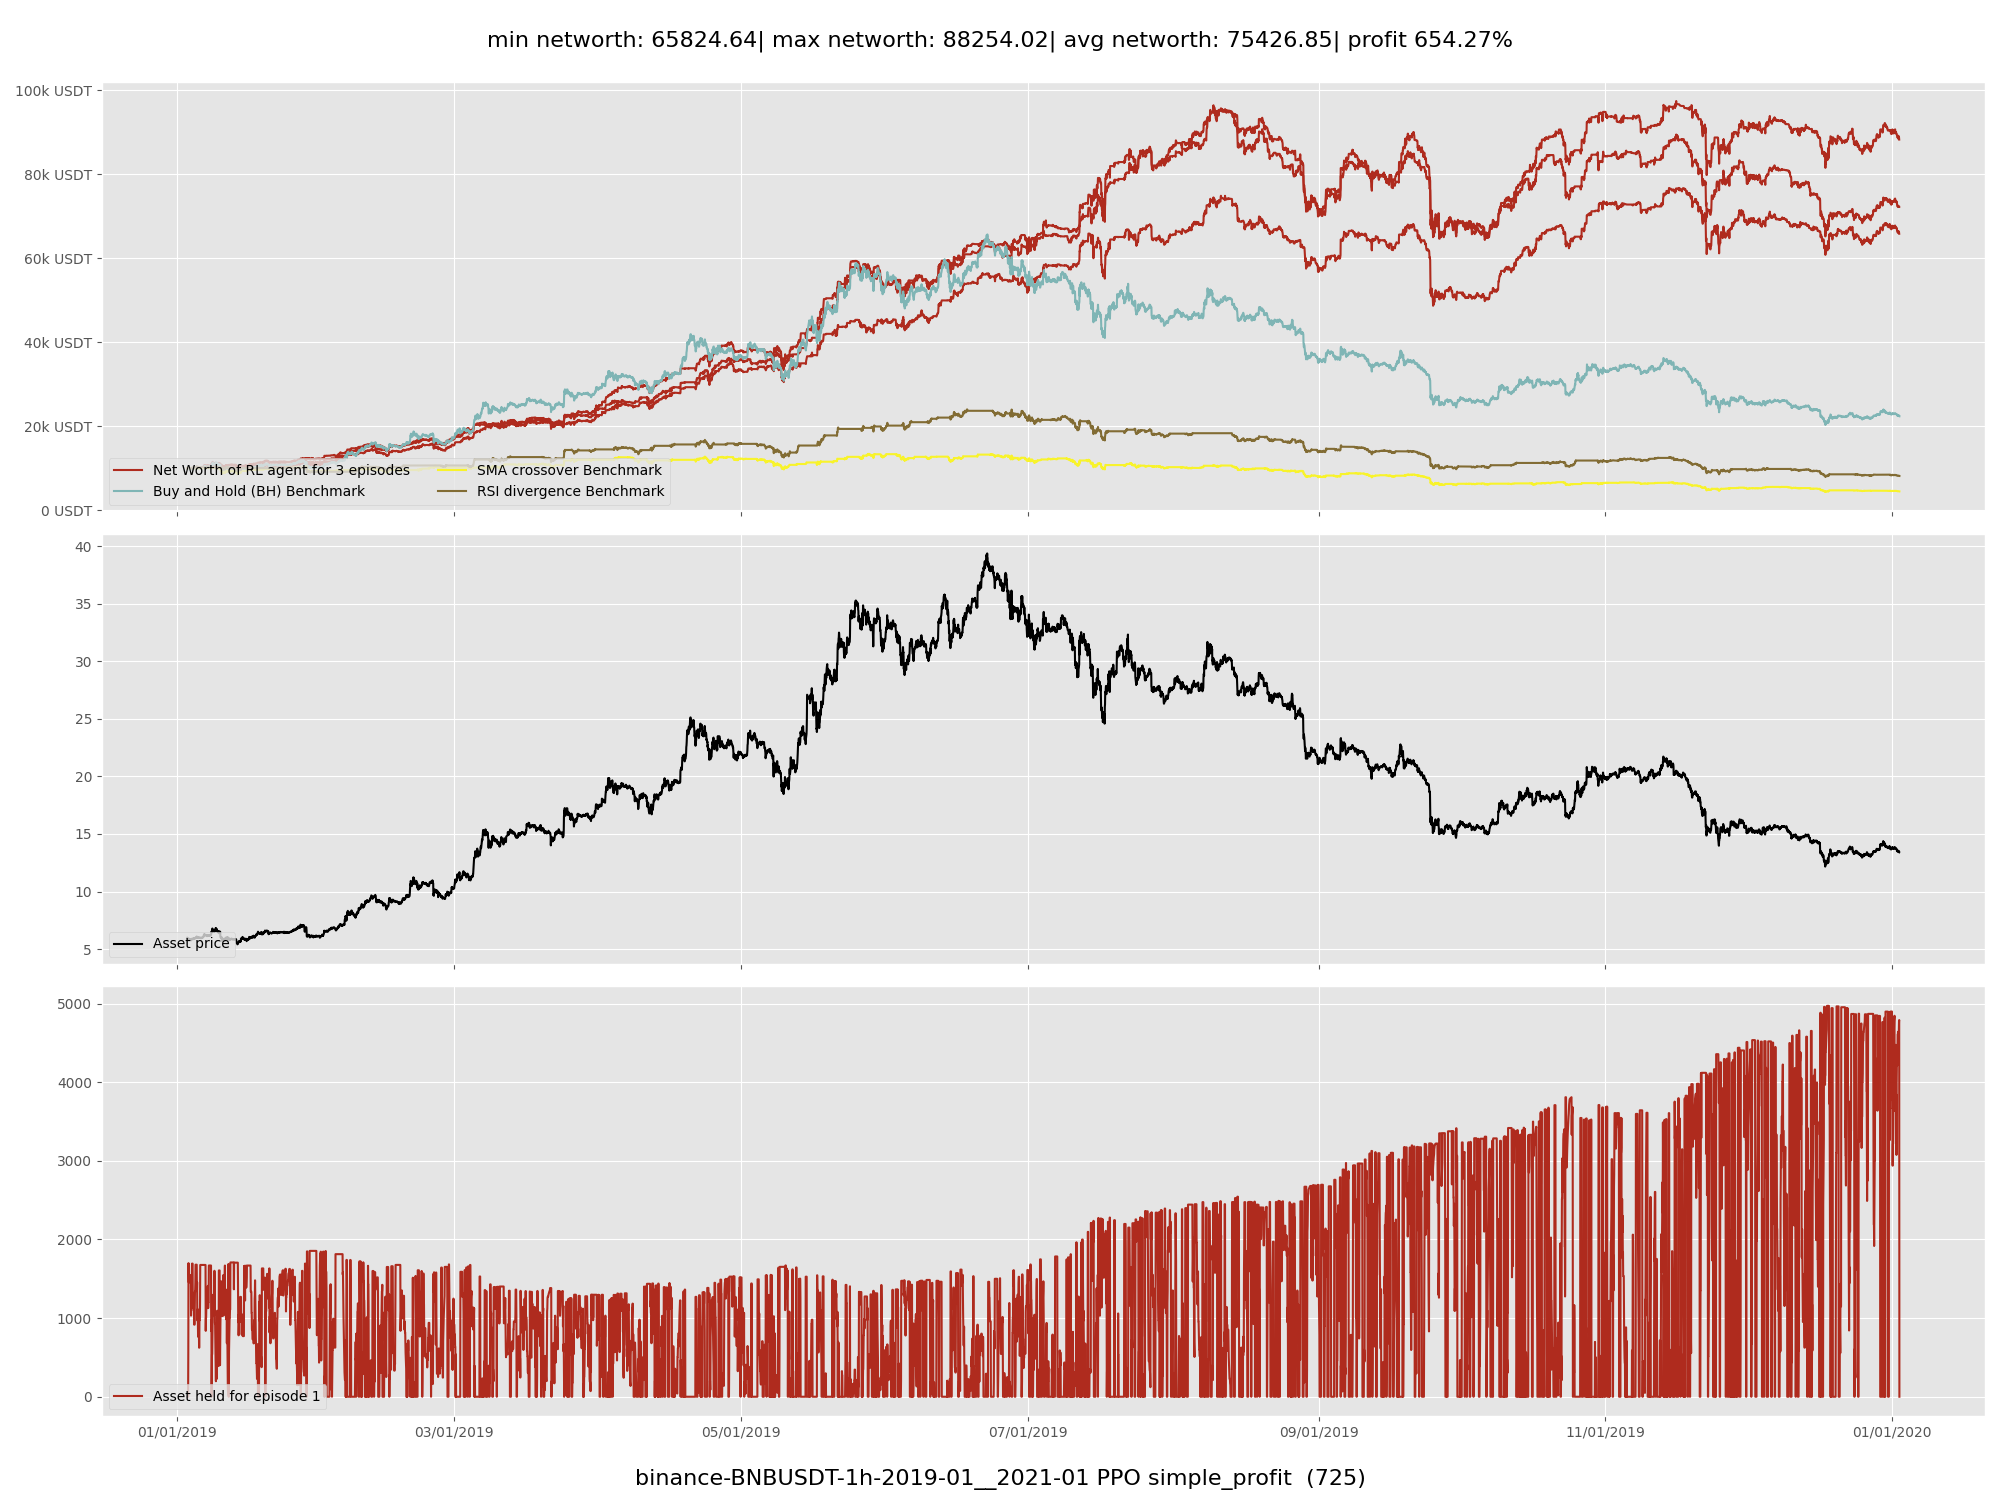 min networth: 65824.64| max networth: 88254.02| avg networth: 75426.85| profit 654.27%
100k USDT
80k USDT
60k USDT
40k USDT
20k USDT
0 USDT
Net Worth of RL agent for 3 episodes
Buy and Hold (BH) Benchmark
SMA crossover Benchmark
RSI divergence Benchmark
40
35
30
25
20
15
10
5
Asset price
5000
4000
3000
2000
1000
0
Asset held for episode 1
01/01/2019 03/01/2019 05/01/2019 07/01/2019 09/01/2019 11/01/2019 01/01/2020
binance-BNBUSDT-1h-2019-01__2021-01 PPO simple_profit (725)